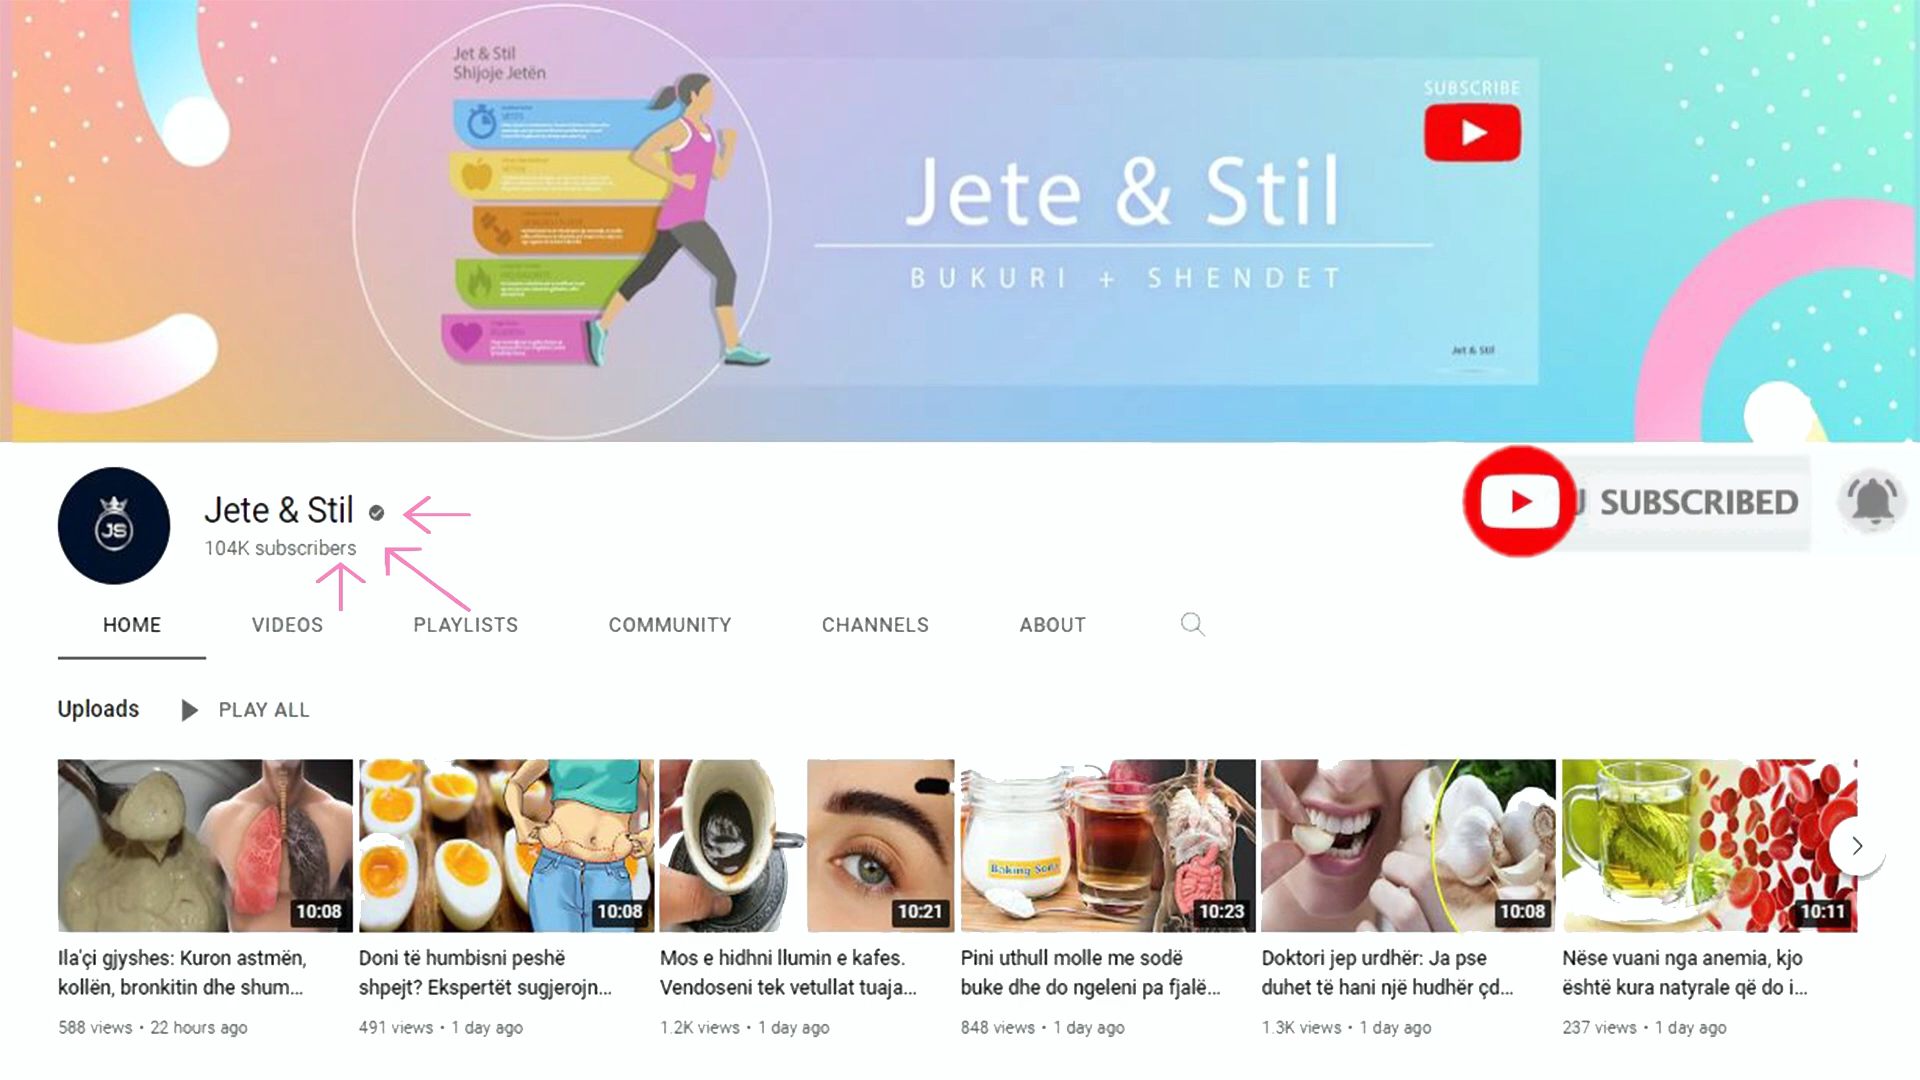 Jet & Stil
Shijoje Jetën
SUBSCRIBE
Jete & Stil
BUKURI + SHENDET
Jet & Stil
JS
Jete & Stil
104K subscribers
SUBSCRIBED
HOME VIDEOS PLAYLISTS COMMUNITY CHANNELS ABOUT
Uploads PLAY ALL
10:08
10:08
10:21
Baking Soda
10:23
10:08
10:11
Ila'çi gjyshes: Kuron astmën,
kollën, bronkitin dhe shum...
588 views • 22 hours ago
Doni të humbisni peshë
shpejt? Ekspertët sugjerojn...
491 views • 1 day ago
Mos e hidhni llumin e kafes.
Vendoseni tek vetullat tuaja...
1.2K views • 1 day ago
Pini uthull molle me sodë
buke dhe do ngeleni pa fjalë...
848 views • 1 day ago
Doktori jep urdhër: Ja pse
duhet të hani një hudhër çd...
1.3K views • 1 day ago
Nëse vuani nga anemia, kjo
është kura natyrale që do i...
237 views • 1 day ago